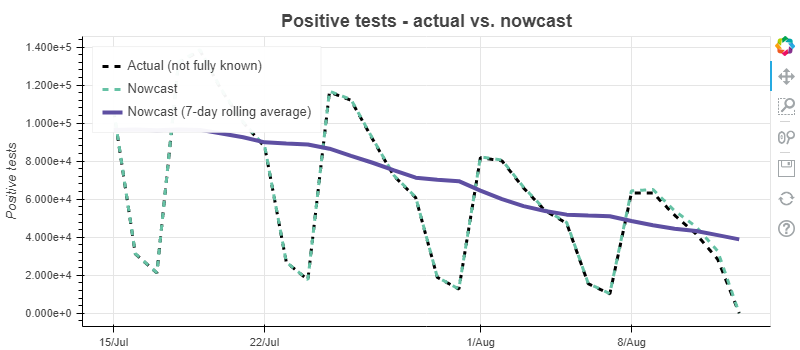 Positive tests - actual vs. nowcast
Positive tests
1.400e+5
1.200e+5
1.000e+5
8.000e+4
6.000e+4
4.000e+4
2.000e+4
0.000e+0
Actual (not fully known)
Nowcast
Nowcast (7-day rolling average)
15/Jul
22/Jul
1/Aug
8/Aug